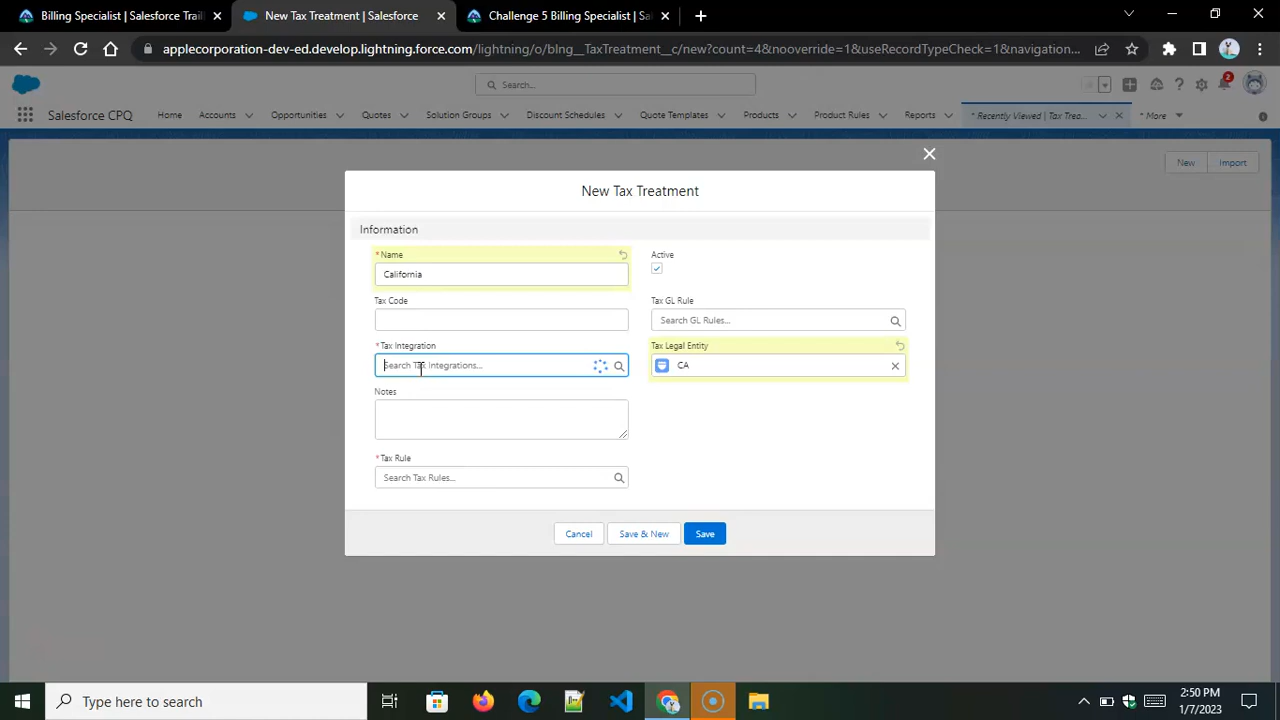 Billing Specialist | Salesforce Trail
New Tax Treatment | Salesforce
Challenge 5 Billing Specialist | Sa
applecorporation-dev-ed.develop.lightning.force.com/lightning/o/blng__TaxTreatment__c/new?count=4&nooverride=1&useRecordTypeCheck=1&navigation...
Search...
2
Salesforce CPQ
Home
Accounts
Opportunities
Quotes
Solution Groups
Discount Schedules
Quote Templates
Products
Product Rules
Reports
* Recently Viewed | Tax Trea...
* More
New
Import
New Tax Treatment
Information
* Name
California
Active
Tax Code
Tax GL Rule
Search GL Rules...
* Tax Integration
Search Tax Integrations...
Tax Legal Entity
CA
Notes
* Tax Rule
Search Tax Rules...
Cancel
Save & New
Save
Type here to search
2:50 PM
1/7/2023